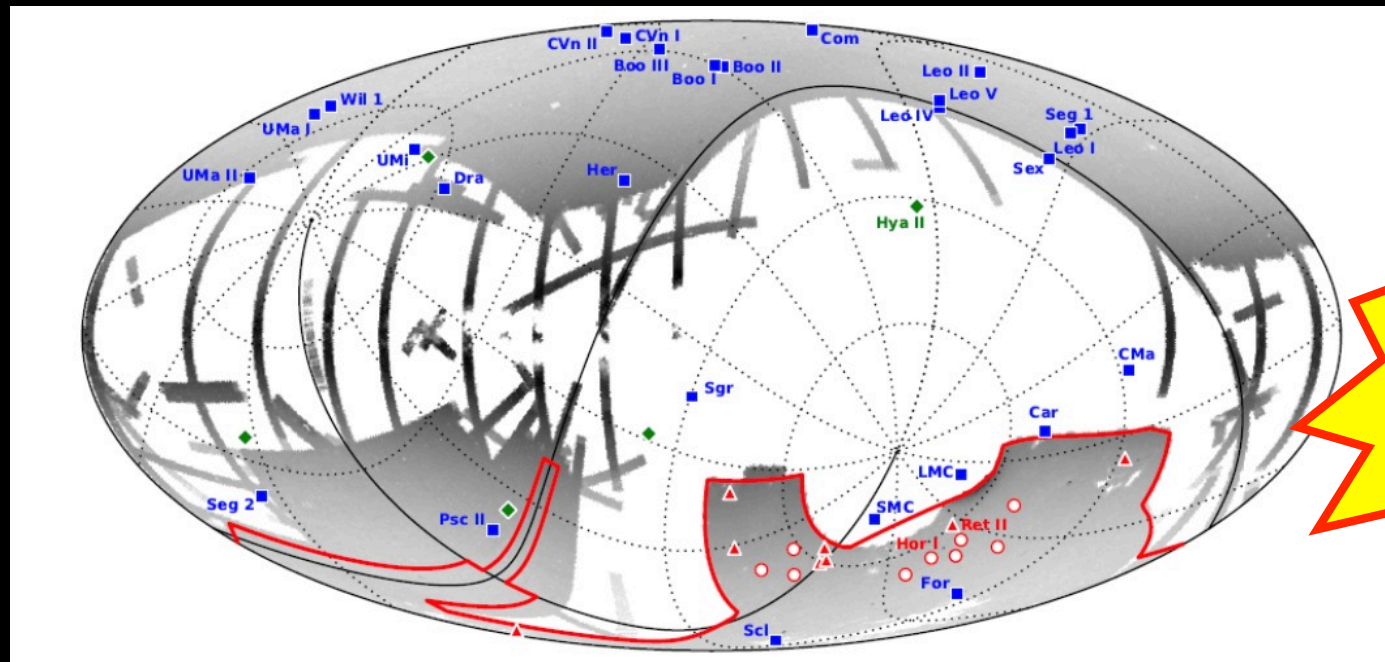 CVn II
CVn I
Com
Boo III
Boo I
Boo II
Leo II
Leo V
Leo IV
Seg 1
Leo I
Sex
Wil 1
UMa I
UMi
UMa II
Dra
Her
Hya II
CMa
Sgr
Car
LMC
SMC
Seg 2
Psc II
Ret II
Hor I
For
Scl